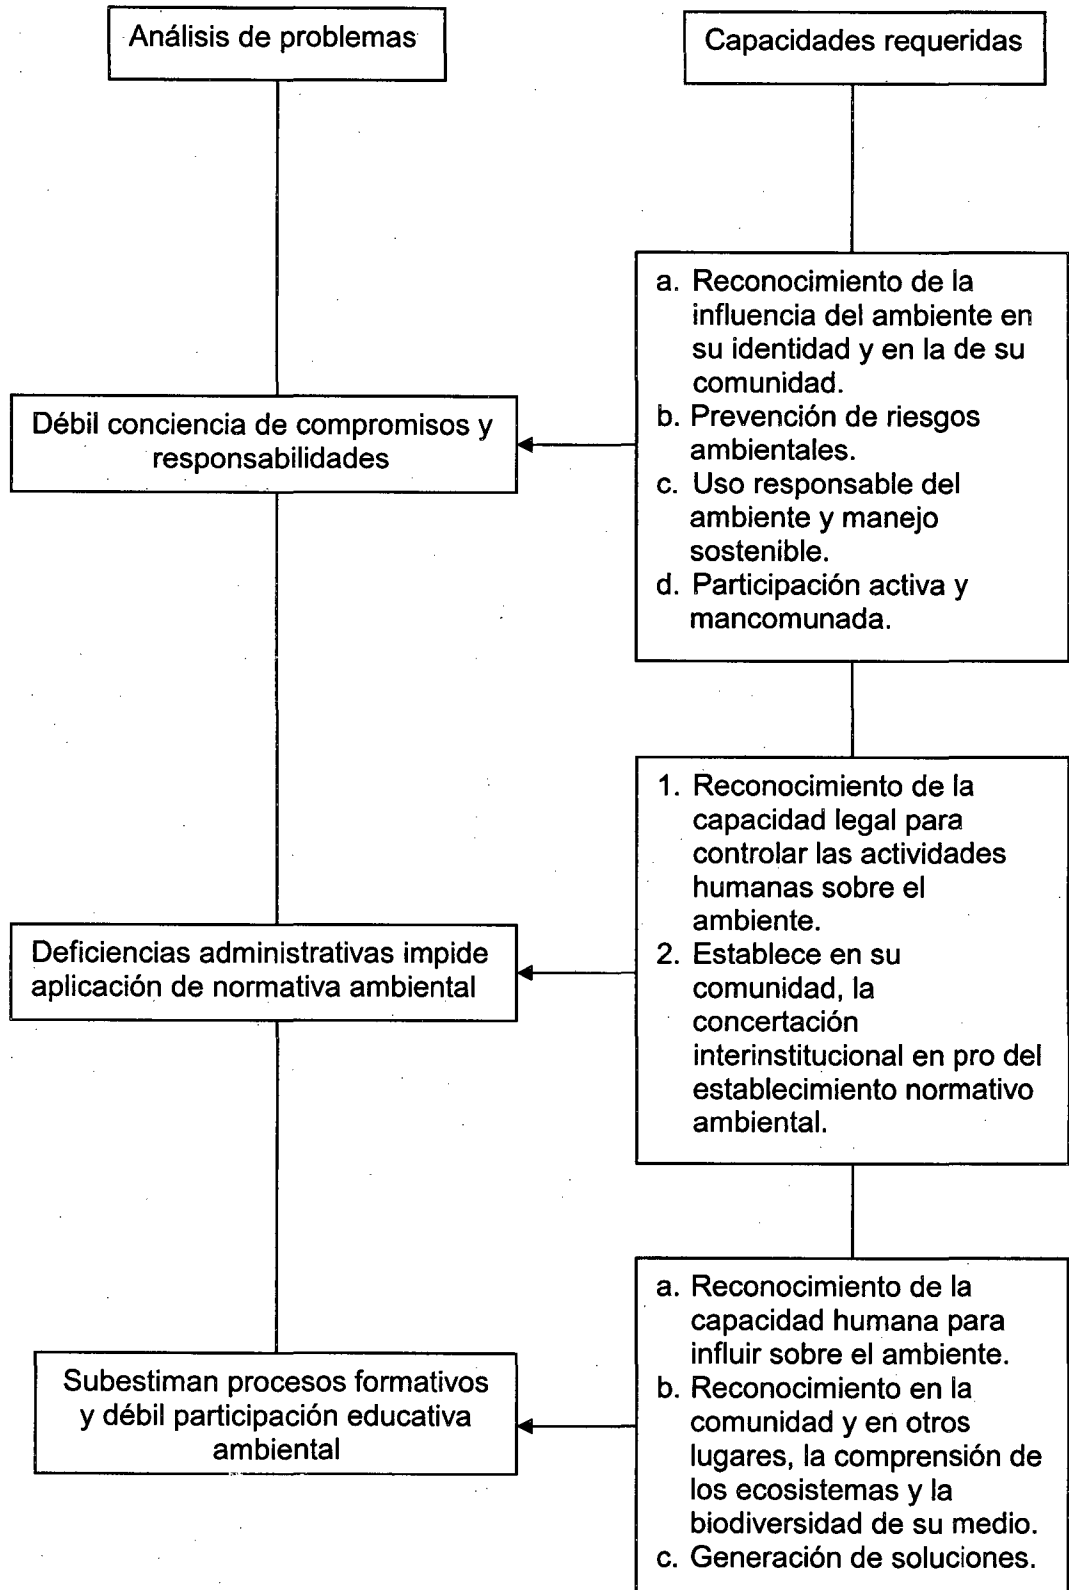 Análisis de problemas
Capacidades requeridas
a. Reconocimiento de la
influencia del ambiente en
su identidad y en la de su
comunidad.
b. Prevención de riesgos
ambientales.
c. Uso responsable del
ambiente y manejo
sostenible.
d. Participación activa y
mancomunada.
Débil conciencia de compromisos y
responsabilidades
1. Reconocimiento de la
capacidad legal para
controlar las actividades
humanas sobre el
ambiente.
2. Establece en su
comunidad, la
concertación
interinstitucional en pro del
establecimiento normativo
ambiental.
Deficiencias administrativas impide
aplicación de normativa ambiental
a. Reconocimiento de la
capacidad humana para
influir sobre el ambiente.
b. Reconocimiento en la
comunidad y en otros
lugares, la comprensión de
los ecosistemas y la
biodiversidad de su medio.
c. Generación de soluciones.
Subestiman procesos formativos
y débil participación educativa
ambiental